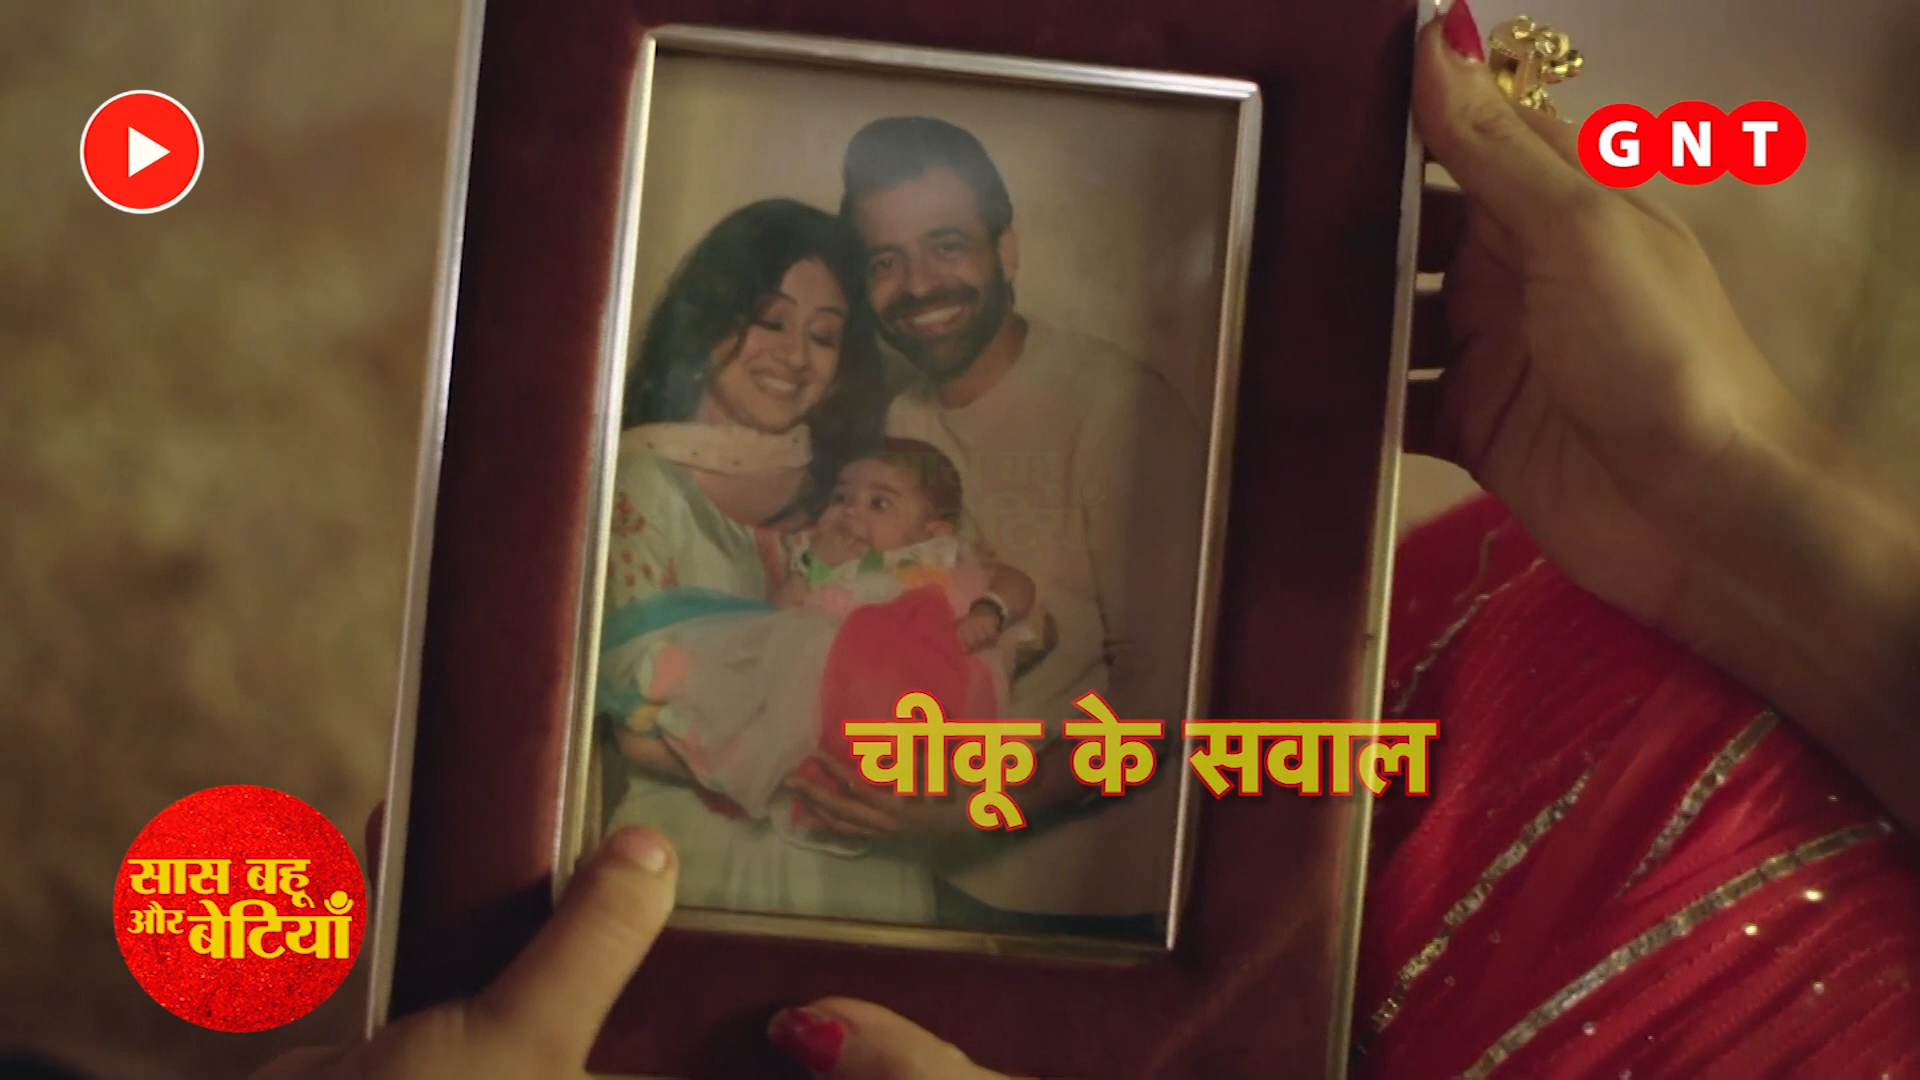 GNT
चीकू के सवाल
सास बहू
और बेटियाँ